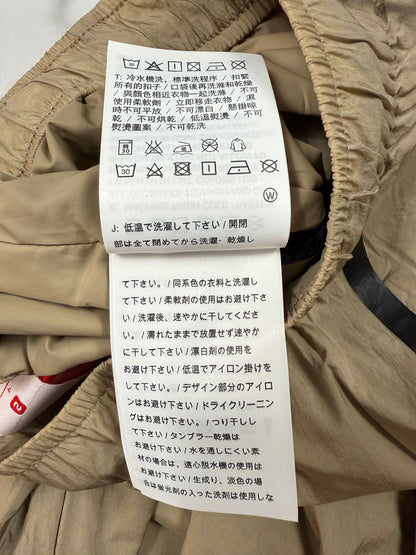 T: 冷水機洗，標準洗程序 / 扣緊
所有的扣子 / 口袋後再洗滌和乾衣
/ 與顏色相近衣物一起洗滌 / 不可
使用柔軟劑 / 立即移走衣物 / 濕
時不可平放 / 不可漂白 / 懸掛晾
乾 / 不可烘乾 / 低溫熨燙 / 不可
熨燙圖案 / 不可乾洗
30
30
W
J: 低温で洗濯して下さい / 開閉
部は全て閉めてから洗濯・乾燥し
て下さい。/ 同系色の衣料と洗濯し
て下さい / 柔軟剤の使用はお避け下さ
い / 洗濯後、速やかに干してくださ
い。/ 濡れたままで放置せず速やか
に干して下さい / 漂白剤の使用を
お避け下さい / 低温でアイロン掛けを
して下さい。/ デザイン部分のアイロ
ンはお避け下さい / ドライクリーニン
グはお避け下さい。/ つり干しし
て下さい / タンブラー乾燥は
お避け下さい / 水を通しにくい素
材の場合は、遠心脱水機の使用は
お避け下さい / 生成り、淡色の場
合は蛍光剤の入った洗剤は使用しな
2